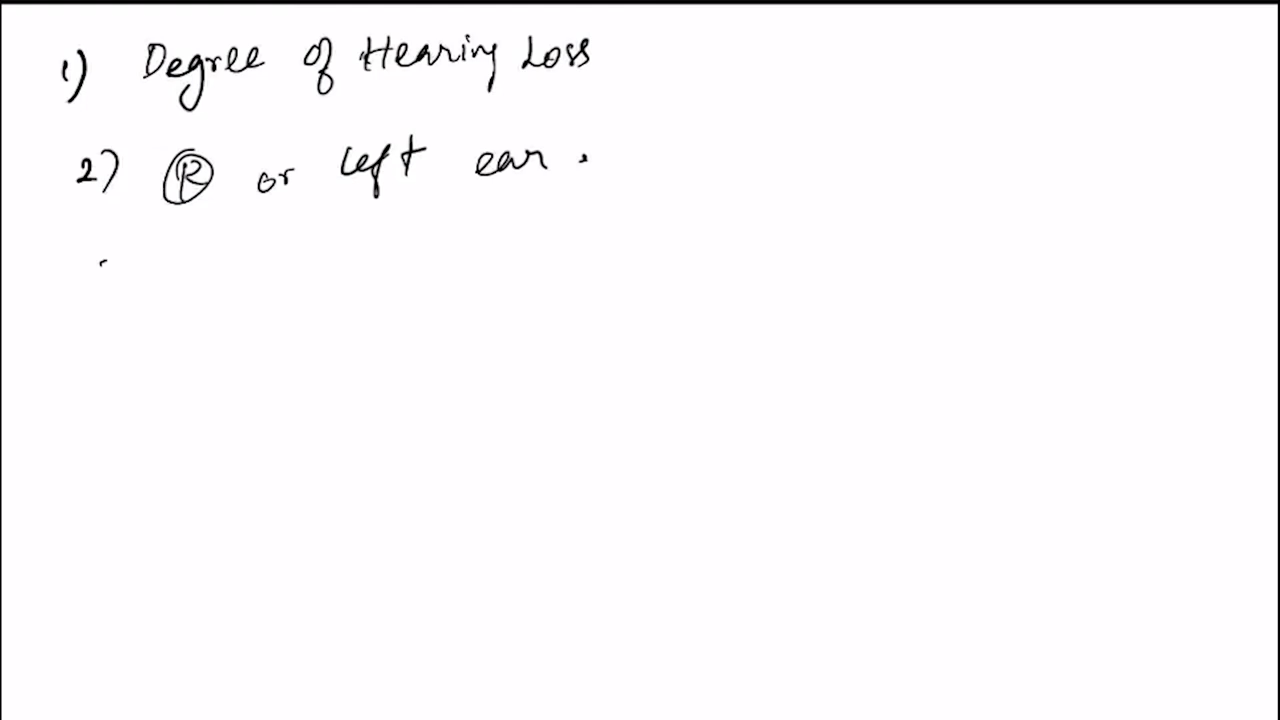 1) Degree of Hearing Loss
2) Ⓡ or left ear .